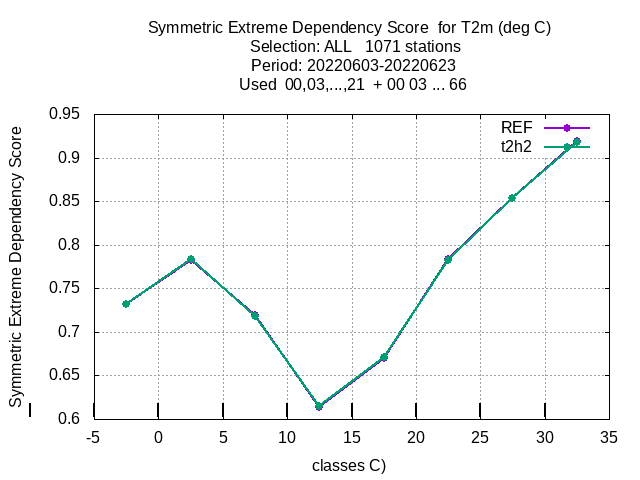 Symmetric Extreme Dependency Score  for T2m (deg C)
Selection: ALL   1071 stations
Period: 20220603-20220623
Used  00,03,...,21  + 00 03 ... 66
REF
t2h2
Symmetric Extreme Dependency Score
0.95
0.9
0.85
0.8
0.75
0.7
0.65
0.6
-5 0 5 10 15 20 25 30 35
classes C)